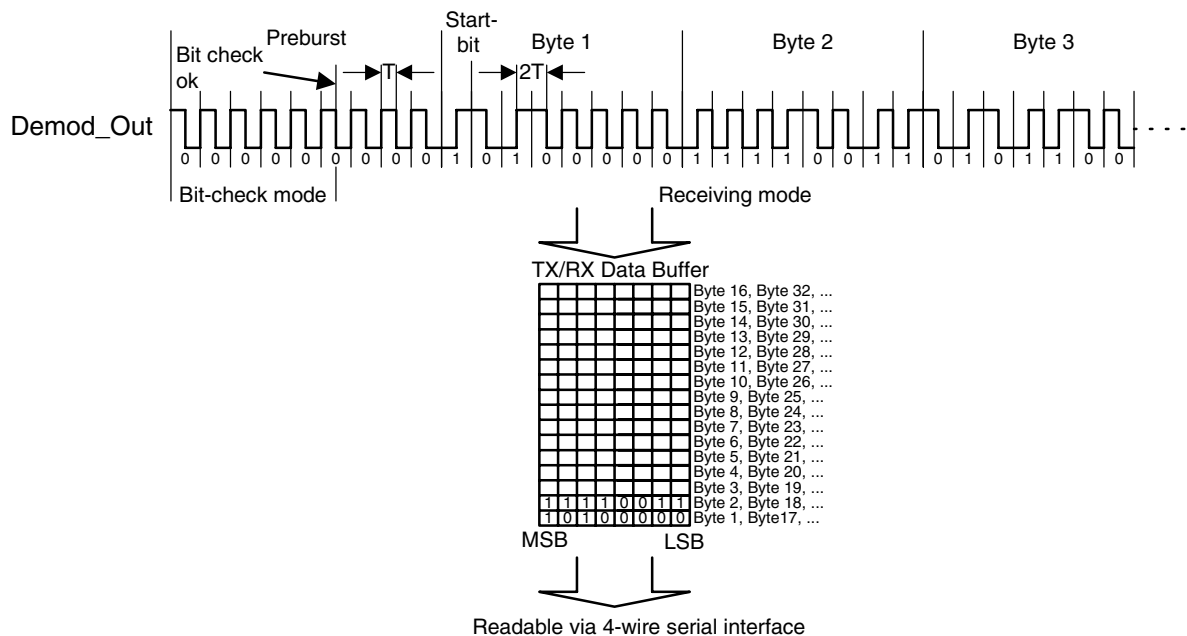 Start-
bit
Preburst
Byte 1
Byte 2
Byte 3
Bit check
ok
T
2T
Demod_Out
0 0 0 0 0 0 0 0 0 1 0 1 0 0 0 0 0 1 1 1 1 0 0 1 1 0 1 0 1 1 0 0
Bit-check mode
Receiving mode
TX/RX Data Buffer
Byte 16, Byte 32, ...
Byte 15, Byte 31, ...
Byte 14, Byte 30, ...
Byte 13, Byte 29, ...
Byte 12, Byte 28, ...
Byte 11, Byte 27, ...
Byte 10, Byte 26, ...
Byte 9, Byte 25, ...
Byte 8, Byte 24, ...
Byte 7, Byte 23, ...
Byte 6, Byte 22, ...
Byte 5, Byte 21, ...
Byte 4, Byte 20, ...
Byte 3, Byte 19, ...
1 1 1 1 0 0 1 1 Byte 2, Byte 18, ...
1 0 1 0 0 0 0 0 Byte 1, Byte17, ...
MSB
LSB
Readable via 4-wire serial interface